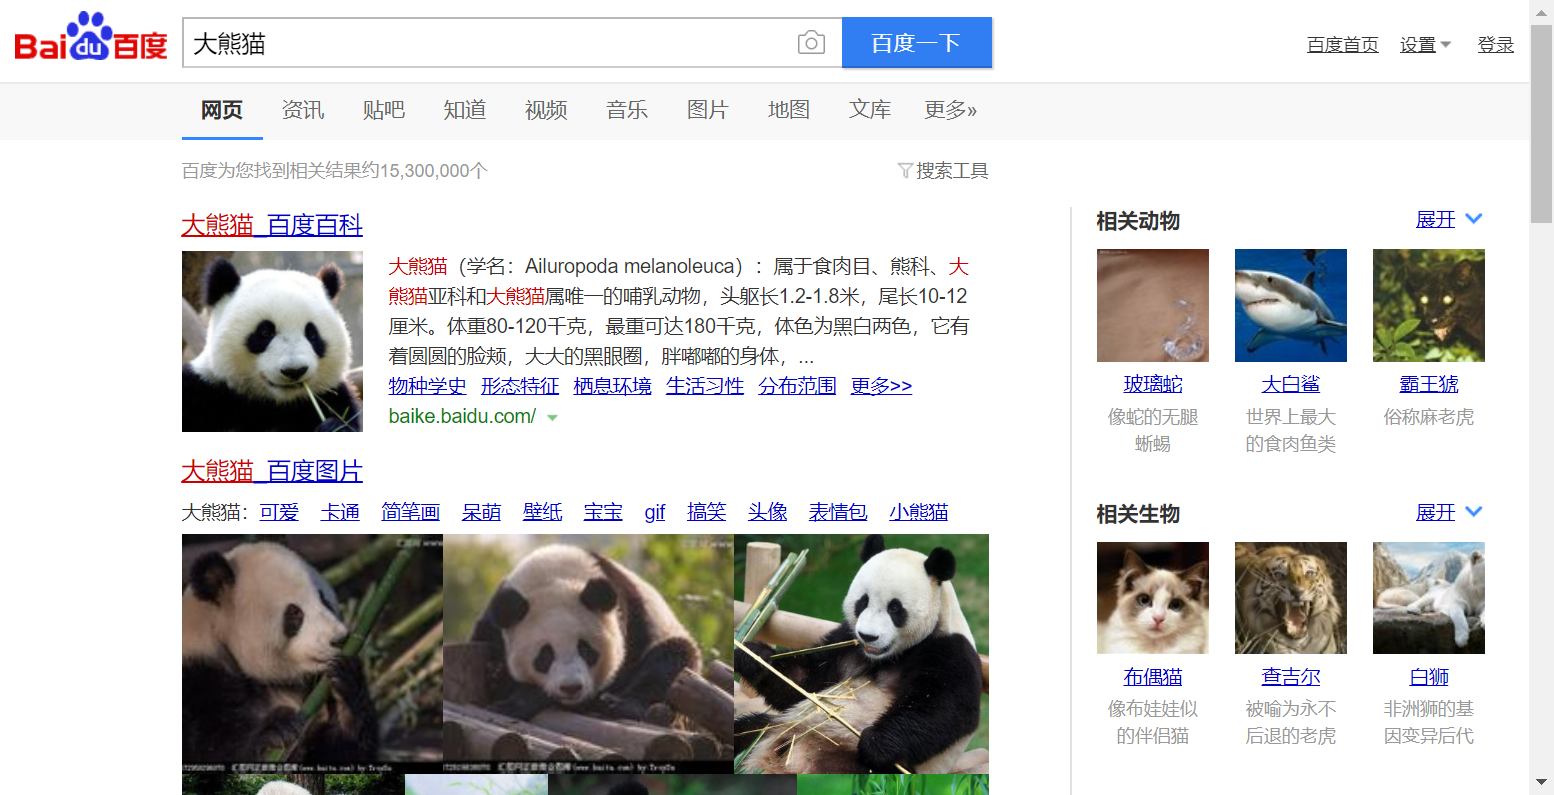 Bai du 百度
大熊猫
百度一下
百度首页 设置 登录
网页 资讯 贴吧 知道 视频 音乐 图片 地图 文库 更多»
百度为您找到相关结果约15,300,000个
搜索工具
大熊猫_百度百科
大熊猫（学名：Ailuropoda melanoleuca）：属于食肉目、熊科、大
熊猫亚科和大熊猫属唯一的哺乳动物，头躯长1.2-1.8米，尾长10-12
厘米。体重80-120千克，最重可达180千克，体色为黑白两色，它有
着圆圆的脸颊，大大的黑眼圈，胖嘟嘟的身体，...
物种学史 形态特征 栖息环境 生活习性 分布范围 更多>>
baike.baidu.com/
大熊猫_百度图片
大熊猫：可爱 卡通 简笔画 呆萌 壁纸 宝宝 gif 搞笑 头像 表情包 小熊猫
相关动物 展开
玻璃蛇 大白鲨 霸王猇
像蛇的无腿 世界上最大 俗称麻老虎
蜥蜴 的食肉鱼类
相关生物 展开
布偶猫 查吉尔 白狮
像布娃娃似 被喻为永不 非洲狮的基
的伴侣猫 后退的老虎 因变异后代